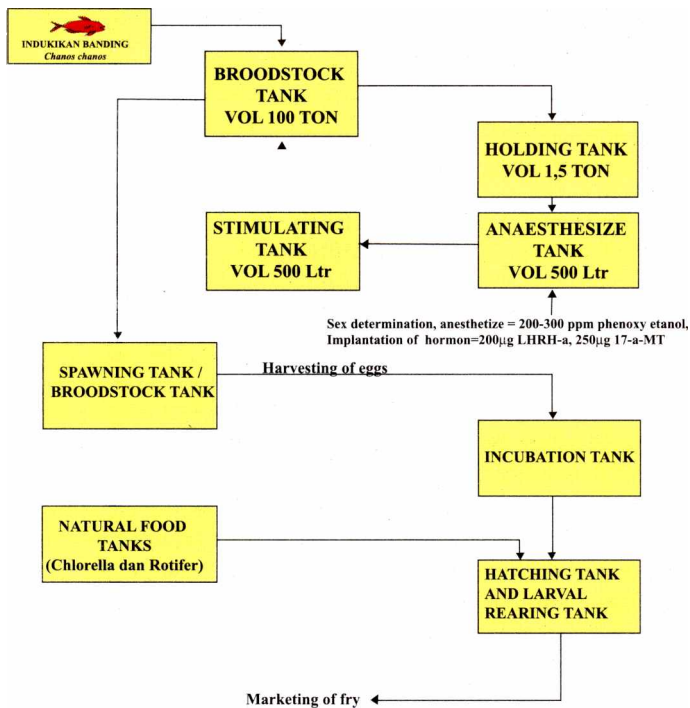 INDUKIKAN BANDING
Chanos chanos
BROODSTOCK
TANK
VOL 100 TON
HOLDING TANK
VOL 1,5 TON
STIMULATING
TANK
VOL 500 Ltr
ANAESTHESIZE
TANK
VOL 500 Ltr
Sex determination, anesthetize = 200-300 ppm phenoxy etanol,
Implantation of hormon=200µg LHRH-a, 250µg 17-a-MT
SPAWNING TANK /
BROODSTOCK TANK
Harvesting of eggs
INCUBATION TANK
NATURAL FOOD
TANKS
(Chlorella dan Rotifer)
HATCHING TANK
AND LARVAL
REARING TANK
Marketing of fry